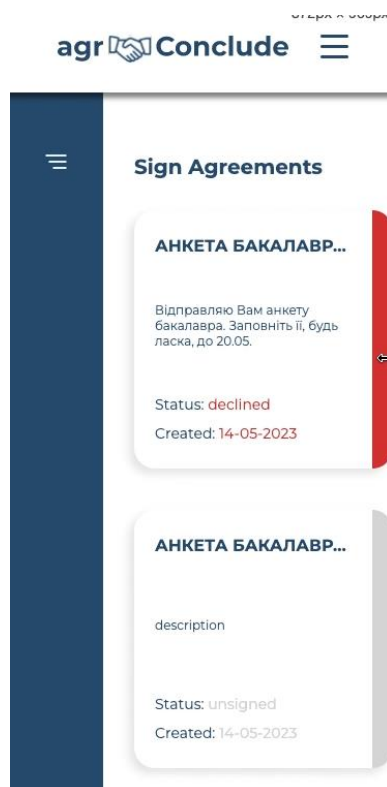 agr Conclude
Sign Agreements
АНКЕТА БАКАЛАВР...
Відправляю Вам анкету
бакалавра. Заповніть її, будь
ласка, до 20.05.
Status: declined
Created: 14-05-2023
АНКЕТА БАКАЛАВР...
description
Status: unsigned
Created: 14-05-2023